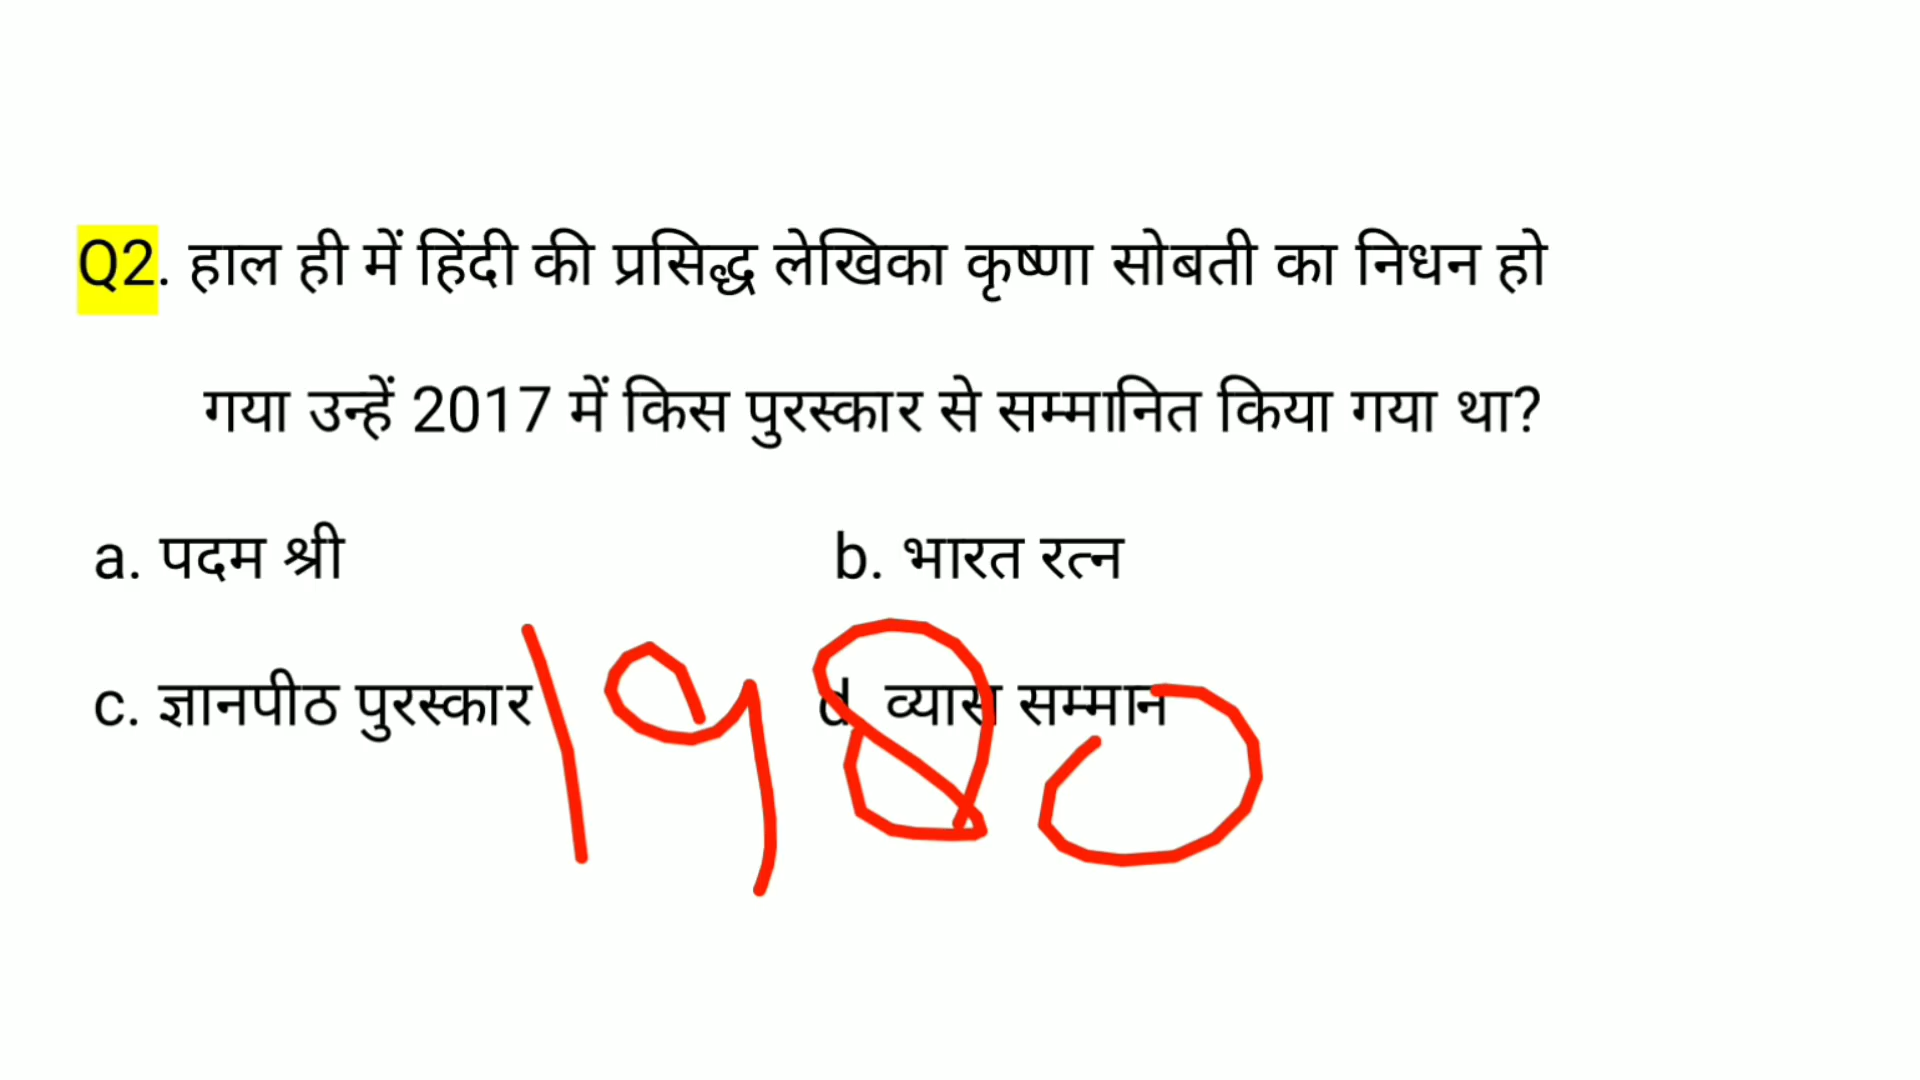 Q2. हाल ही में हिंदी की प्रसिद्ध लेखिका कृष्णा सोबती का निधन हो
गया उन्हें 2017 में किस पुरस्कार से सम्मानित किया गया था?
a. पदम श्री b. भारत रत्न
c. ज्ञानपीठ पुरस्कार d. व्यास सम्मान
1980